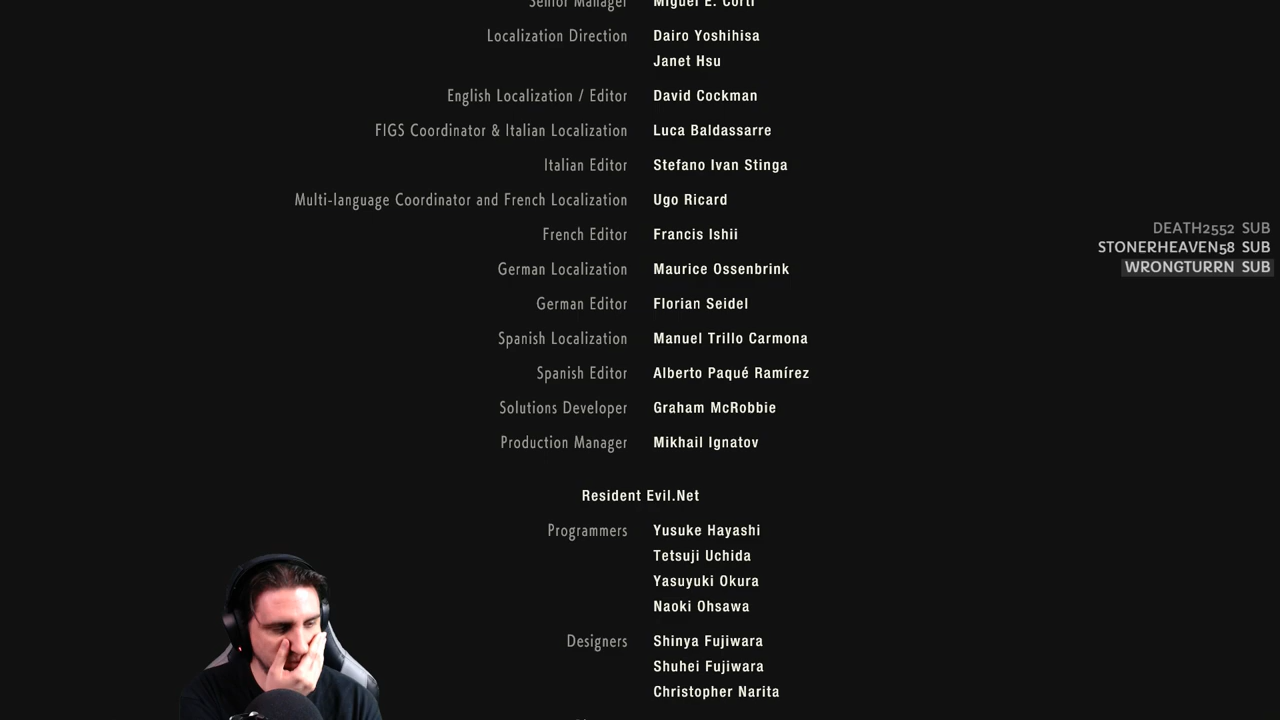 Senior Manager Miguel E. Corti
Localization Direction Dairo Yoshihisa
Janet Hsu
English Localization / Editor David Cockman
FIGS Coordinator & Italian Localization Luca Baldassarre
Italian Editor Stefano Ivan Stinga
Multi-language Coordinator and French Localization Ugo Ricard
French Editor Francis Ishii
German Localization Maurice Ossenbrink
German Editor Florian Seidel
Spanish Localization Manuel Trillo Carmona
Spanish Editor Alberto Paqué Ramírez
Solutions Developer Graham McRobbie
Production Manager Mikhail Ignatov
Resident Evil.Net
Programmers Yusuke Hayashi
Tetsuji Uchida
Yasuyuki Okura
Naoki Ohsawa
Designers Shinya Fujiwara
Shuhei Fujiwara
Christopher Narita
DEATH2552 SUB
STONERHEAVEN58 SUB
WRONGTURRN SUB